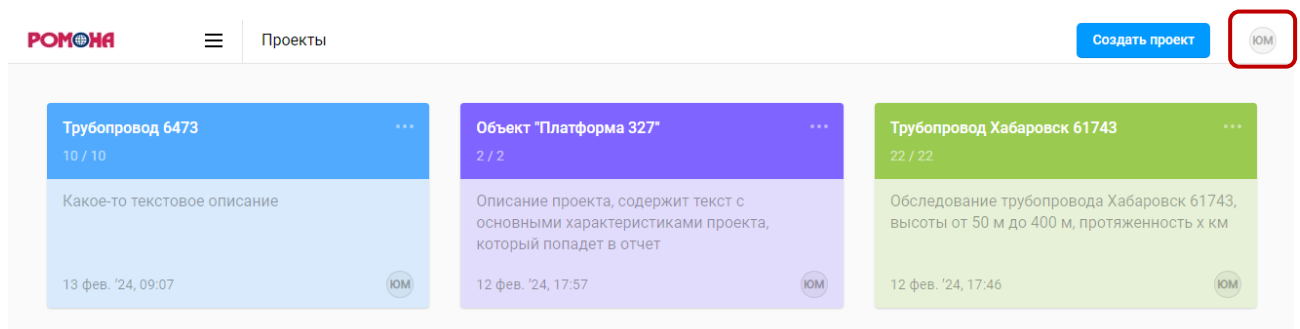 РОМОНА
Проекты
Создать проект
ЮМ
Трубопровод 6473
10 / 10
Какое-то текстовое описание
13 фев. '24, 09:07
ЮМ
Объект "Платформа 327"
2 / 2
Описание проекта, содержит текст с
основными характеристиками проекта,
который попадет в отчет
12 фев. '24, 17:57
ЮМ
Трубопровод Хабаровск 61743
22 / 22
Обследование трубопровода Хабаровск 61743,
высоты от 50 м до 400 м, протяженность х км
12 фев. '24, 17:46
ЮМ